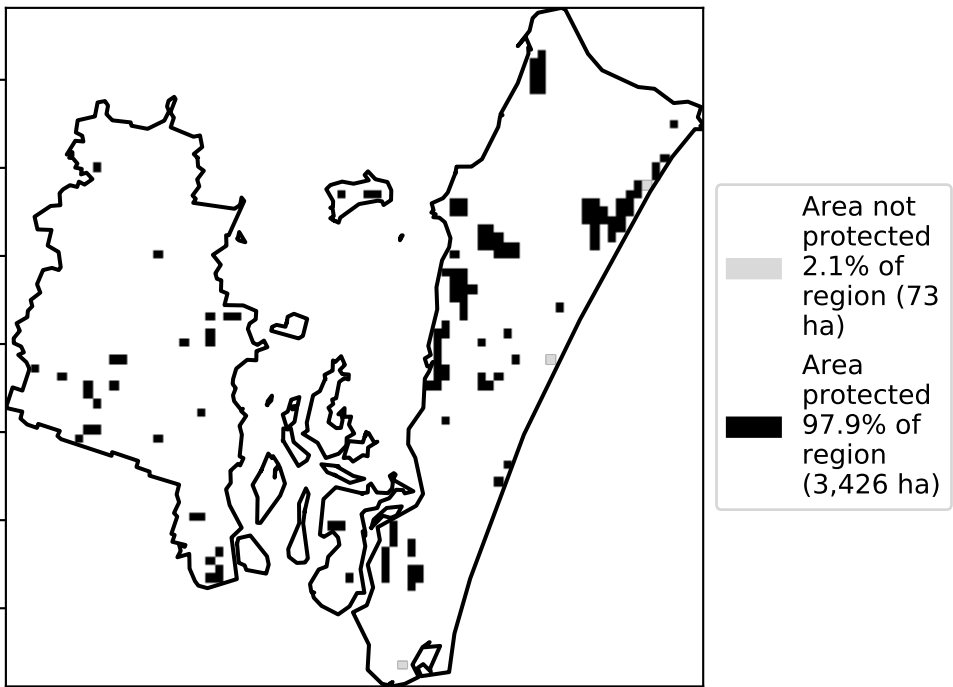 Area not
protected
2.1% of
region (73
ha)
Area
protected
97.9% of
region
(3,426 ha)